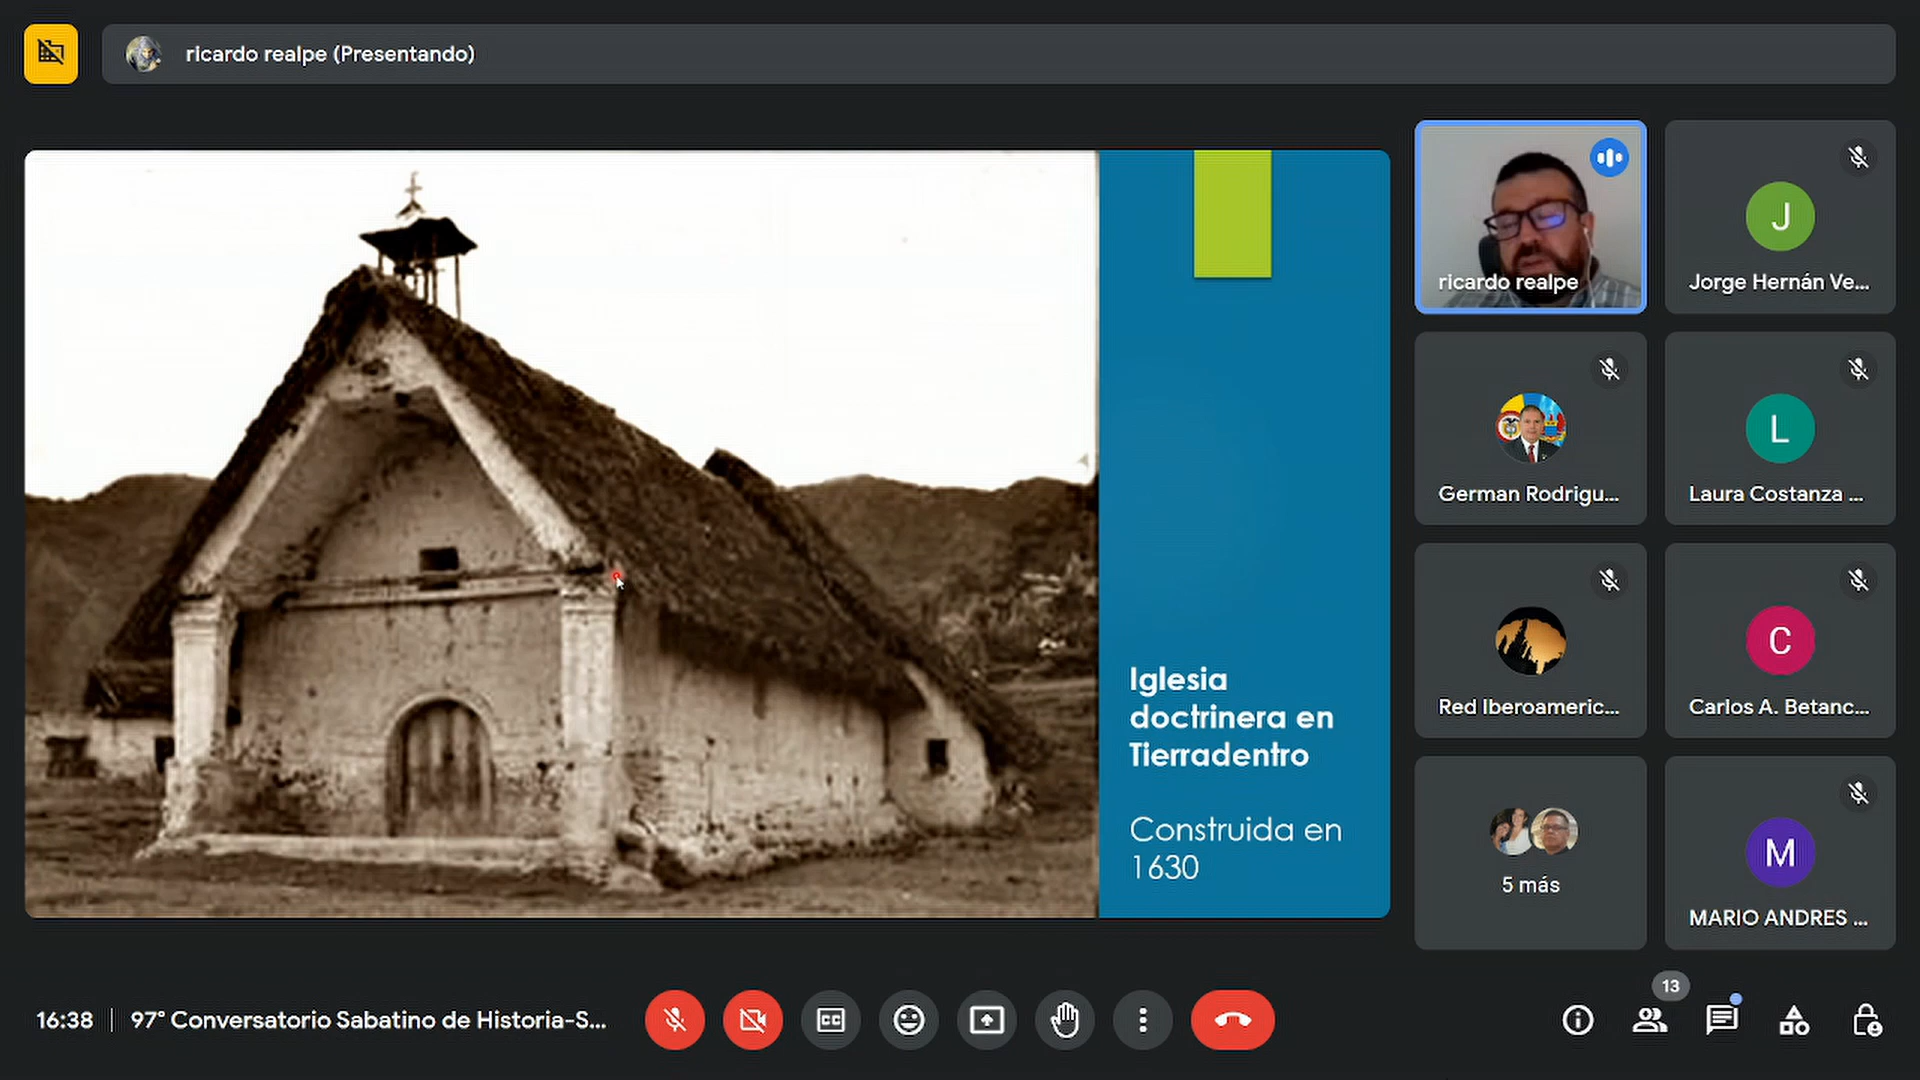 ricardo realpe (Presentando)
Iglesia
doctrinera en
Tierradentro
Construida en
1630
ricardo realpe
J
Jorge Hernán Ve...
German Rodrigu...
L
Laura Costanza ...
Red Iberoameric...
C
Carlos A. Betanc...
5 más
M
MARIO ANDRES ...
16:38
97° Conversatorio Sabatino de Historia-S...
CC
13